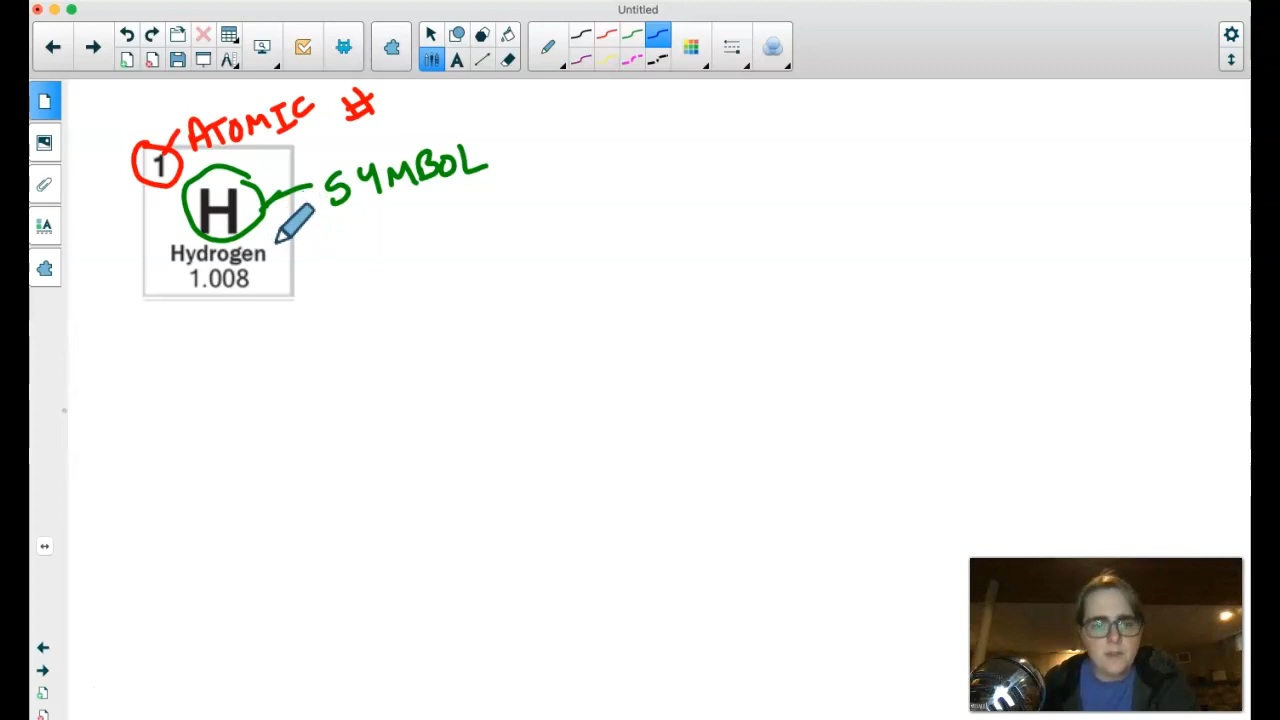 Untitled
ATOMIC #
1
SYMBOL
H
Hydrogen
1.008